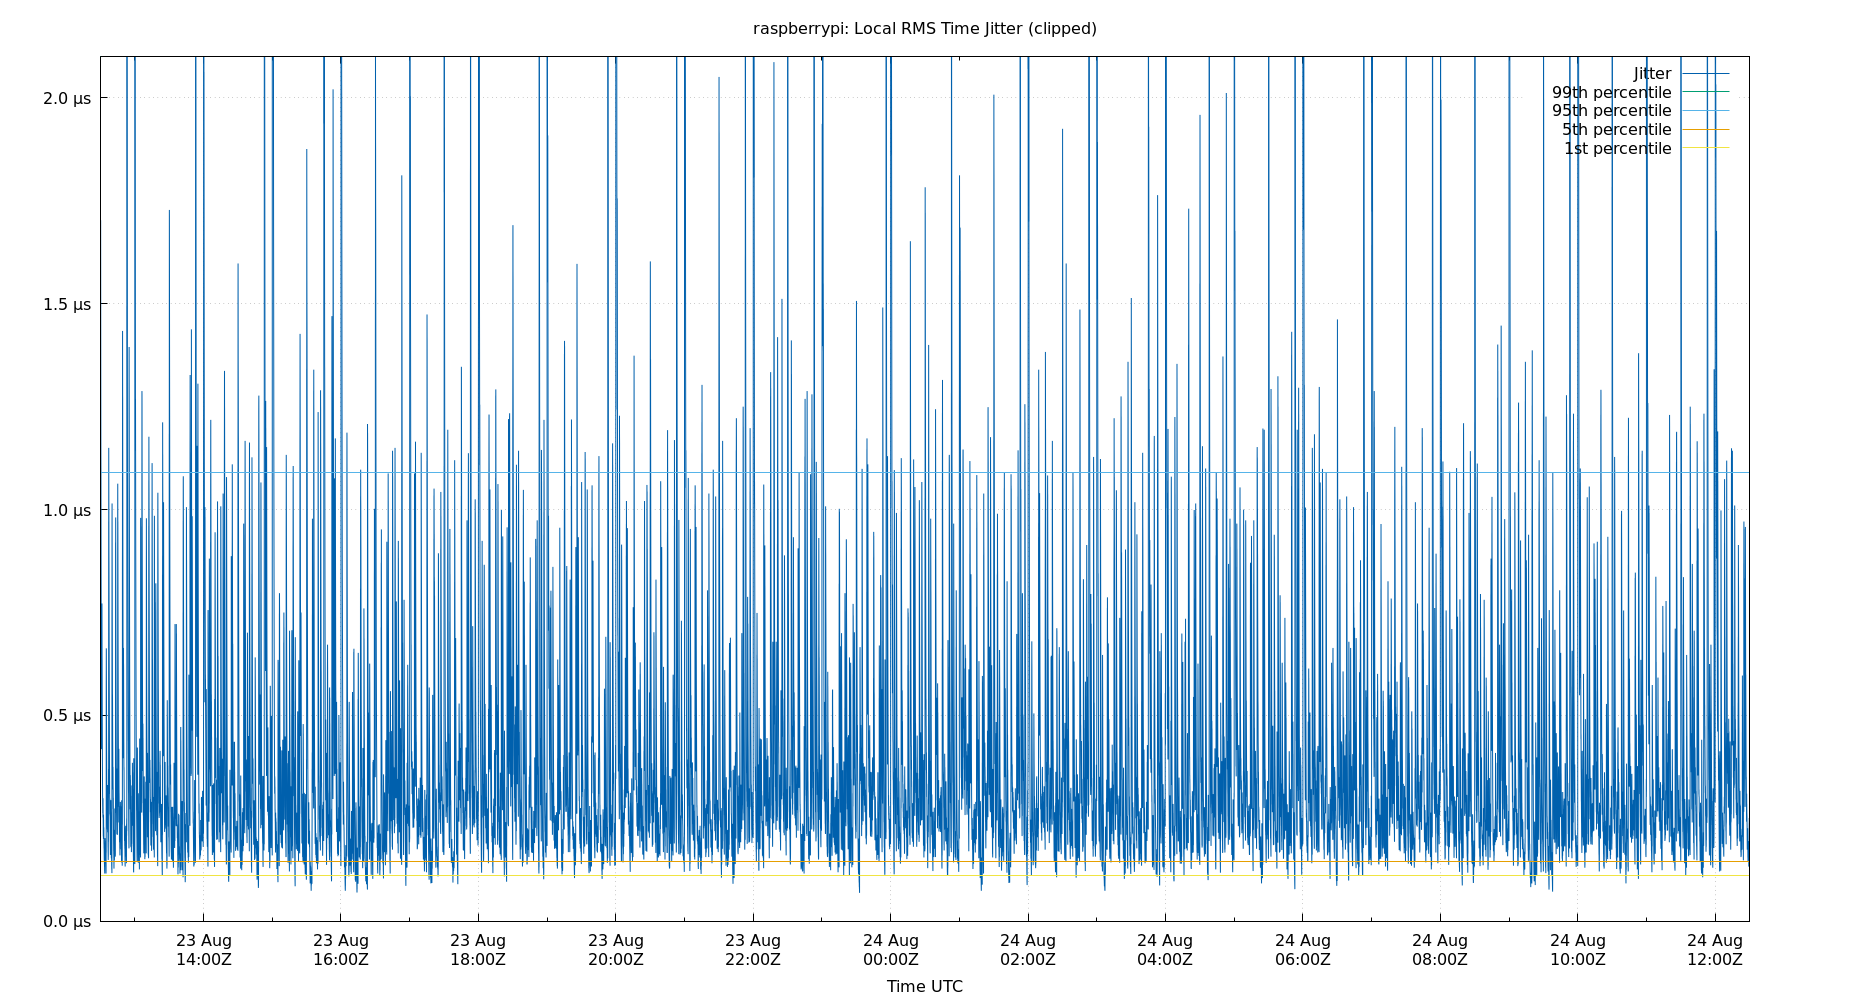 raspberrypi: Local RMS Time Jitter (clipped)
2.0 µs
1.5 µs
1.0 µs
0.5 µs
0.0 µs
Jitter
99th percentile
95th percentile
5th percentile
1st percentile
23 Aug 23 Aug 23 Aug 23 Aug 23 Aug 24 Aug 24 Aug 24 Aug 24 Aug 24 Aug 24 Aug 24 Aug
14:00Z 16:00Z 18:00Z 20:00Z 22:00Z 00:00Z 02:00Z 04:00Z 06:00Z 08:00Z 10:00Z 12:00Z
Time UTC